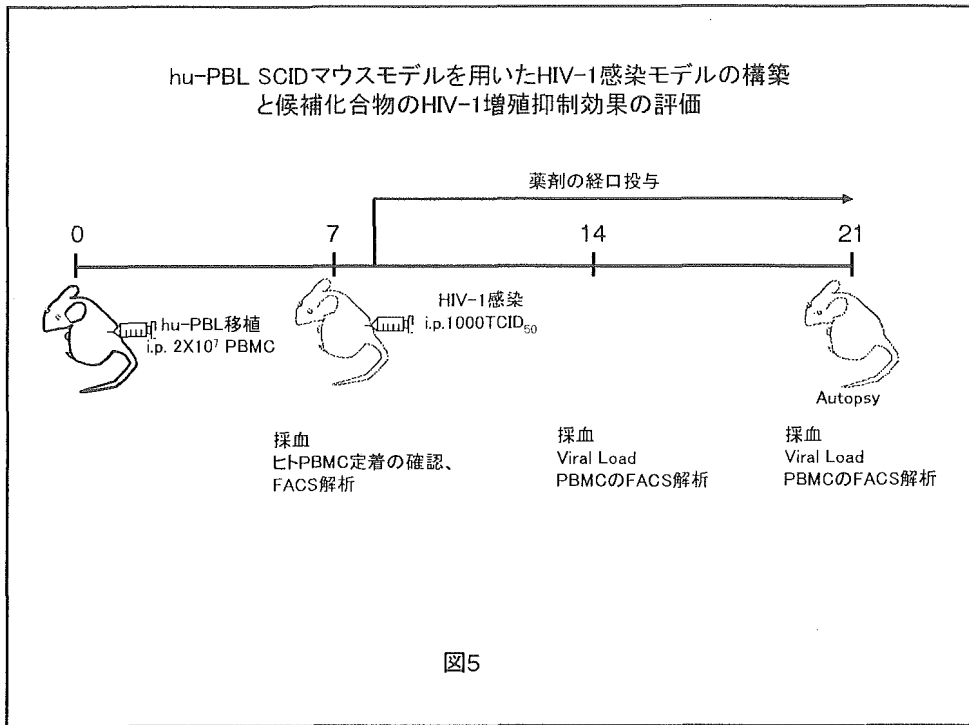 hu-PBL SCIDマウスモデルを用いたHIV-1感染モデルの構築
と候補化合物のHIV-1増殖抑制効果の評価
薬剤の経口投与
0
7
14
21
hu-PBL移植
i.p. 2X10⁷ PBMC
HIV-1感染
i.p.1000TCID₅₀
Autopsy
採血
ヒトPBMC定着の確認、
FACS解析
採血
Viral Load
PBMCのFACS解析
採血
Viral Load
PBMCのFACS解析
図5